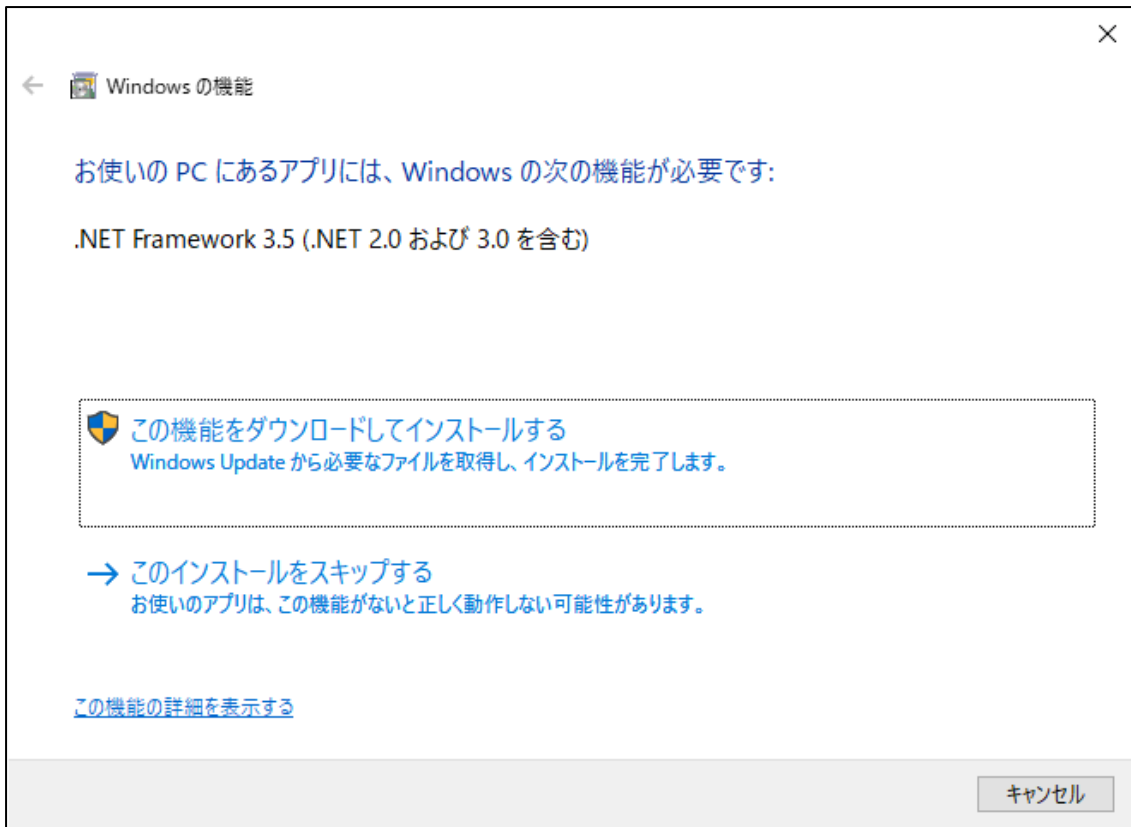 Windows の機能
お使いの PC にあるアプリには、Windows の次の機能が必要です:
.NET Framework 3.5 (.NET 2.0 および 3.0 を含む)
この機能をダウンロードしてインストールする
Windows Update から必要なファイルを取得し、インストールを完了します。
このインストールをスキップする
お使いのアプリは、この機能がないと正しく動作しない可能性があります。
この機能の詳細を表示する
キャンセル